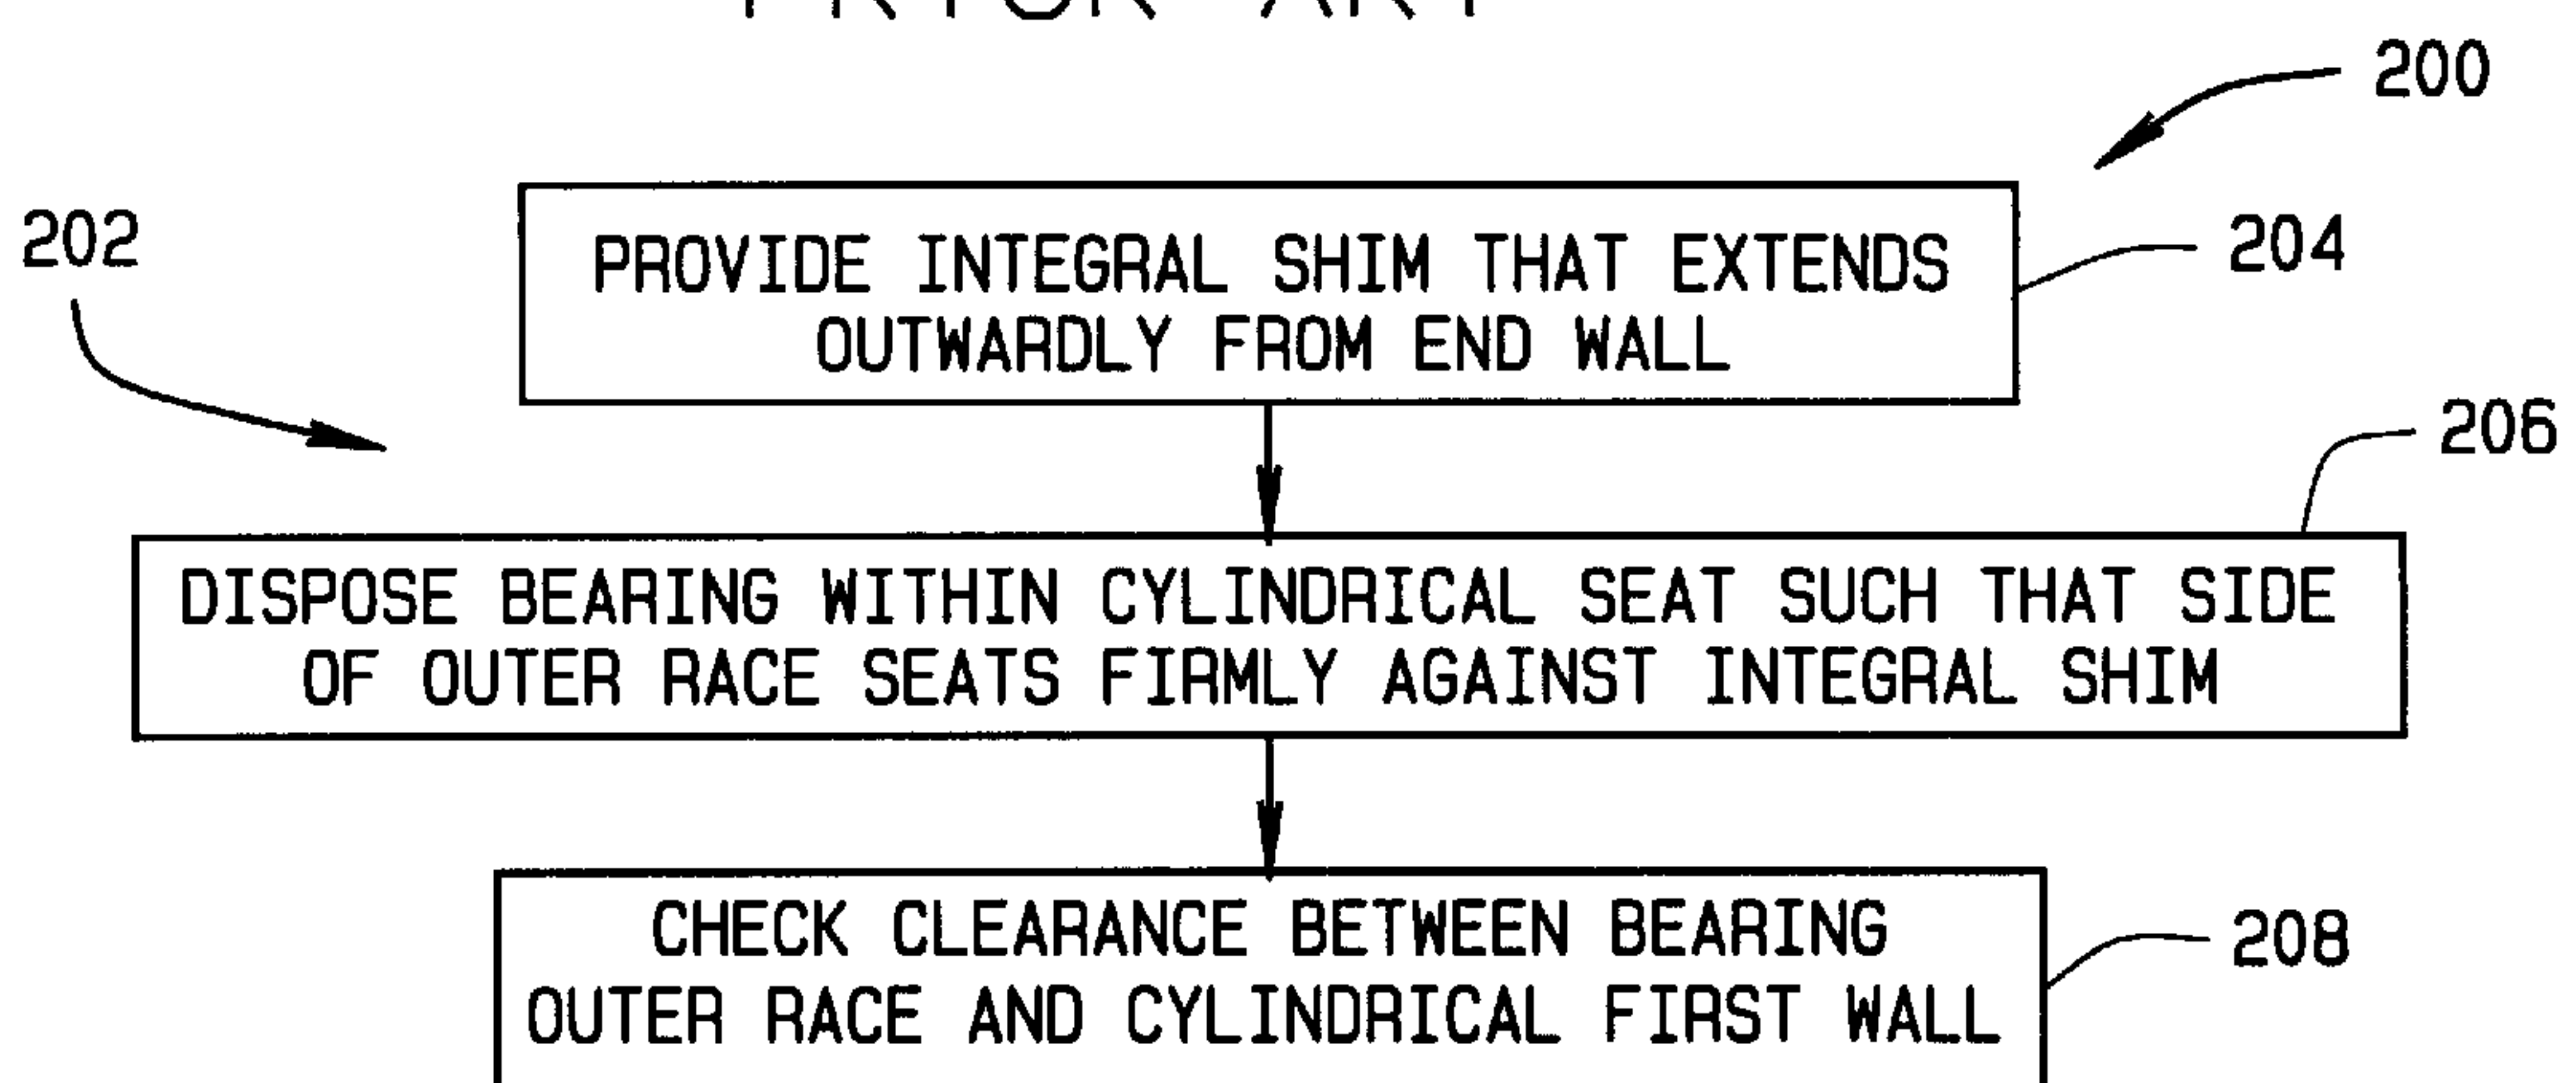 PRIOR ART
200
202
PROVIDE INTEGRAL SHIM THAT EXTENDS
OUTWARDLY FROM END WALL
204
206
DISPOSE BEARING WITHIN CYLINDRICAL SEAT SUCH THAT SIDE
OF OUTER RACE SEATS FIRMLY AGAINST INTEGRAL SHIM
CHECK CLEARANCE BETWEEN BEARING
OUTER RACE AND CYLINDRICAL FIRST WALL
208